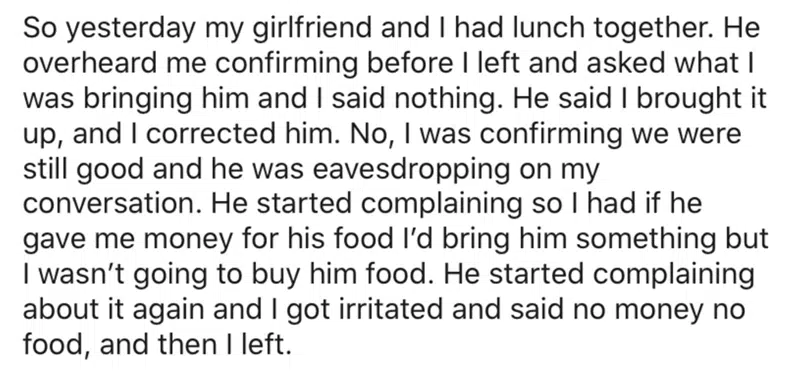 So yesterday my girlfriend and I had lunch together. He
overheard me confirming before I left and asked what I
was bringing him and I said nothing. He said I brought it
up, and I corrected him. No, I was confirming we were
still good and he was eavesdropping on my
conversation. He started complaining so I had if he
gave me money for his food I’d bring him something but
I wasn’t going to buy him food. He started complaining
about it again and I got irritated and said no money no
food, and then I left.